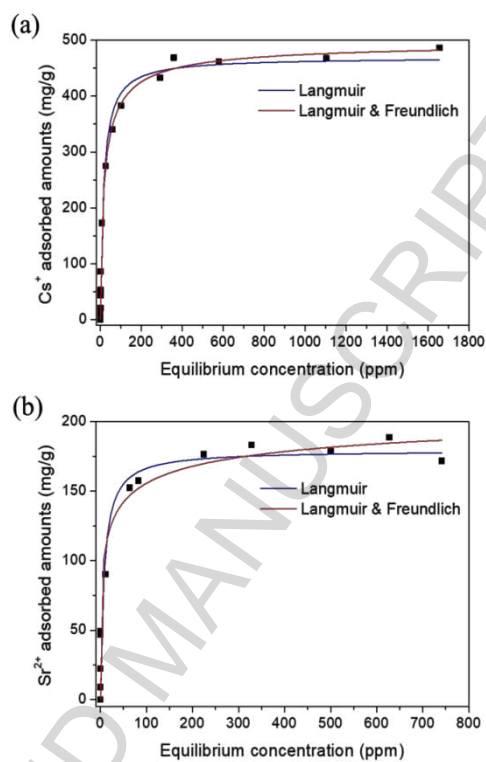 (a)
500
400
300
200
100
0
Cs⁺ adsorbed amounts (mg/g)
Langmuir
Langmuir & Freundlich
0 200 400 600 800 1000 1200 1400 1600 1800
Equilibrium concentration (ppm)
(b)
200
150
100
50
0
Sr²⁺ adsorbed amounts (mg/g)
Langmuir
Langmuir & Freundlich
0 100 200 300 400 500 600 700 800
Equilibrium concentration (ppm)
D MANUSCRIPT